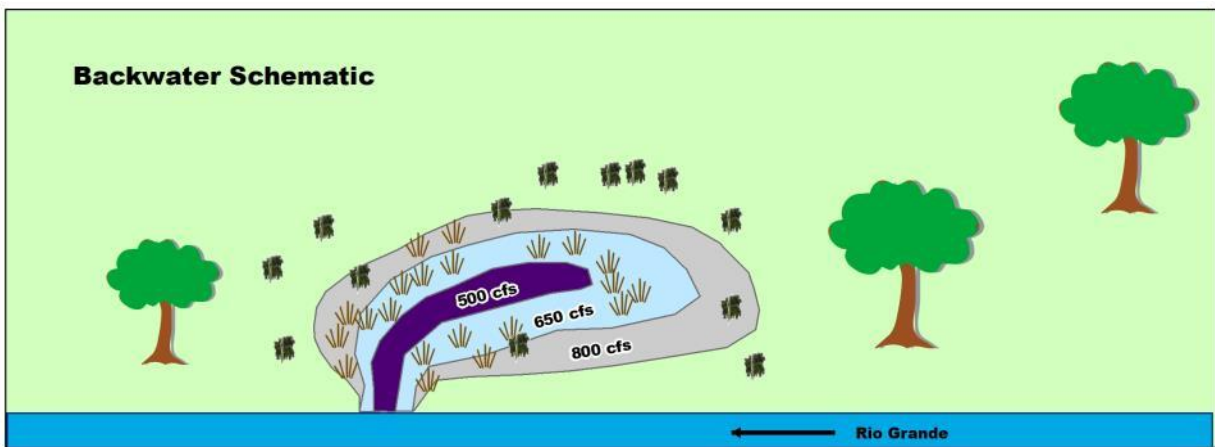 Backwater Schematic
500 cfs
650 cfs
800 cfs
Rio Grande